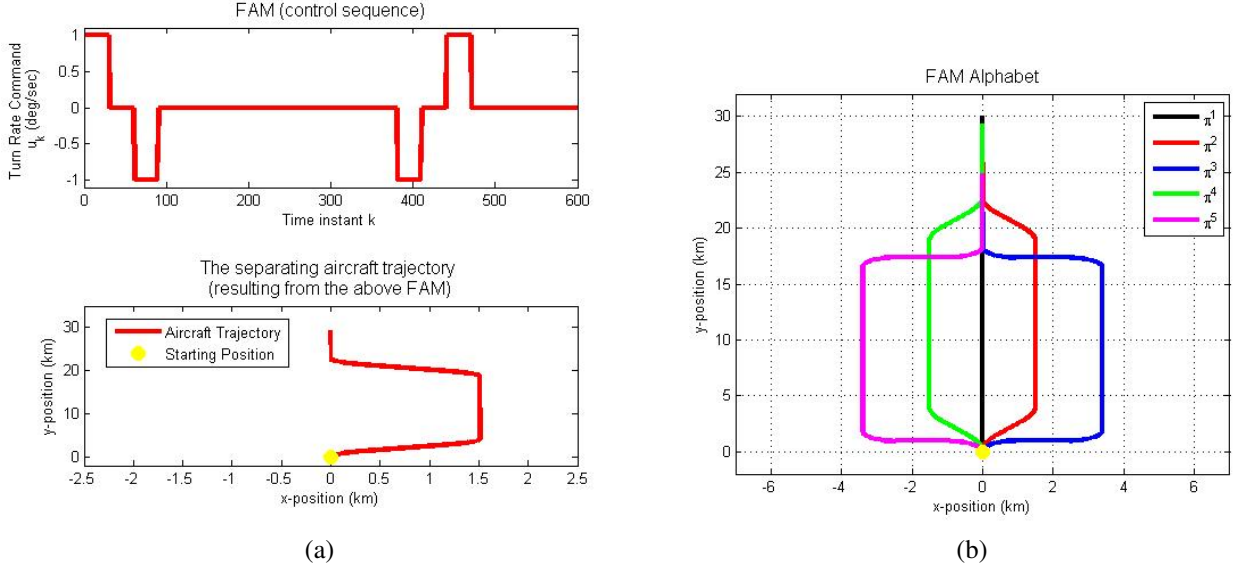 FAM (control sequence)
Turn Rate Command
u_k (deg/sec)
1
0.5
0
-0.5
-1
0 100 200 300 400 500 600
Time instant k
The separating aircraft trajectory
(resulting from the above FAM)
y-position (km)
30
20
10
0
Aircraft Trajectory
Starting Position
-2.5 -2 -1.5 -1 -0.5 0 0.5 1 1.5 2 2.5
x-position (km)
(a)
FAM Alphabet
y-position (km)
30
25
20
15
10
5
0
π¹
π²
π³
π⁴
π⁵
-6 -4 -2 0 2 4 6
x-position (km)
(b)